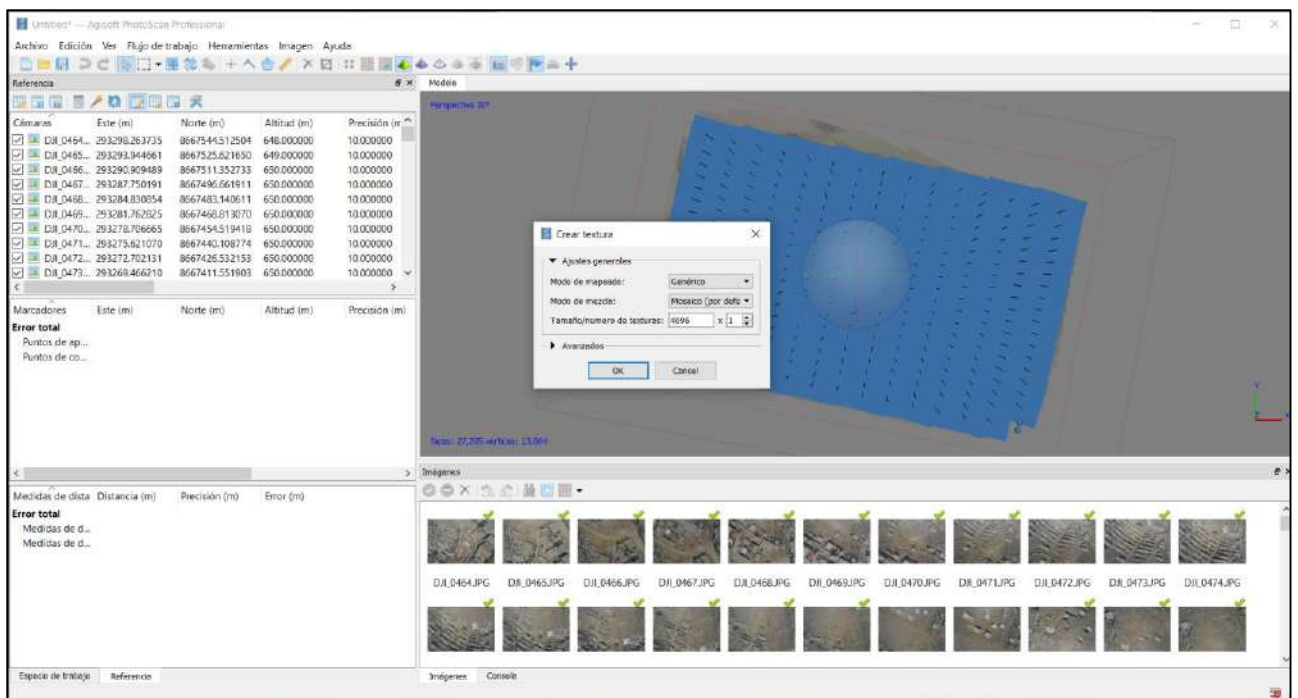 Untitled* — Agisoft PhotoScan Professional
Archivo Edición Ver Flujo de trabajo Herramientas Imagen Ayuda
Referencia
Cámaras Este (m) Norte (m) Altitud (m) Precisión (m
DJI_0464... 293298.263735 8667544.512504 648.000000 10.000000
DJI_0465... 293293.944661 8667525.621650 649.000000 10.000000
DJI_0466... 293290.909489 8667511.352733 650.000000 10.000000
DJI_0467... 293287.750191 8667496.661911 650.000000 10.000000
DJI_0468... 293284.830854 8667483.140611 650.000000 10.000000
DJI_0469... 293281.762825 8667468.813070 650.000000 10.000000
DJI_0470... 293278.706665 8667454.519418 650.000000 10.000000
DJI_0471... 293275.621070 8667440.108774 650.000000 10.000000
DJI_0472... 293272.702131 8667426.532153 650.000000 10.000000
DJI_0473... 293269.466210 8667411.551903 650.000000 10.000000
Marcadores Este (m) Norte (m) Altitud (m) Precisión (m)
Error total
Puntos de ap...
Puntos de co...
Medidas de dista Distancia (m) Precisión (m) Error (m)
Error total
Medidas de d...
Medidas de d...
Espacio de trabajo Referencia
Modelo
Perspectiva 30°
Crear textura
Ajustes generales
Modo de mapeado: Genérico
Modo de mezcla: Mosaico (por defe
Tamaño/numero de texturas: 4096 x 1
Avanzados
OK Cancel
Y
X
Imágenes
DJI_0464.JPG DJI_0465.JPG DJI_0466.JPG DJI_0467.JPG DJI_0468.JPG DJI_0469.JPG DJI_0470.JPG DJI_0471.JPG DJI_0472.JPG DJI_0473.JPG DJI_0474.JPG
Imágenes Consola